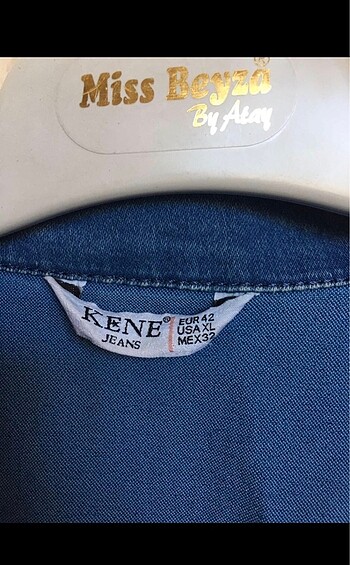 Miss Beyza®
By Atay
KENE®
JEANS
EUR 42
USA XL
MEX 32